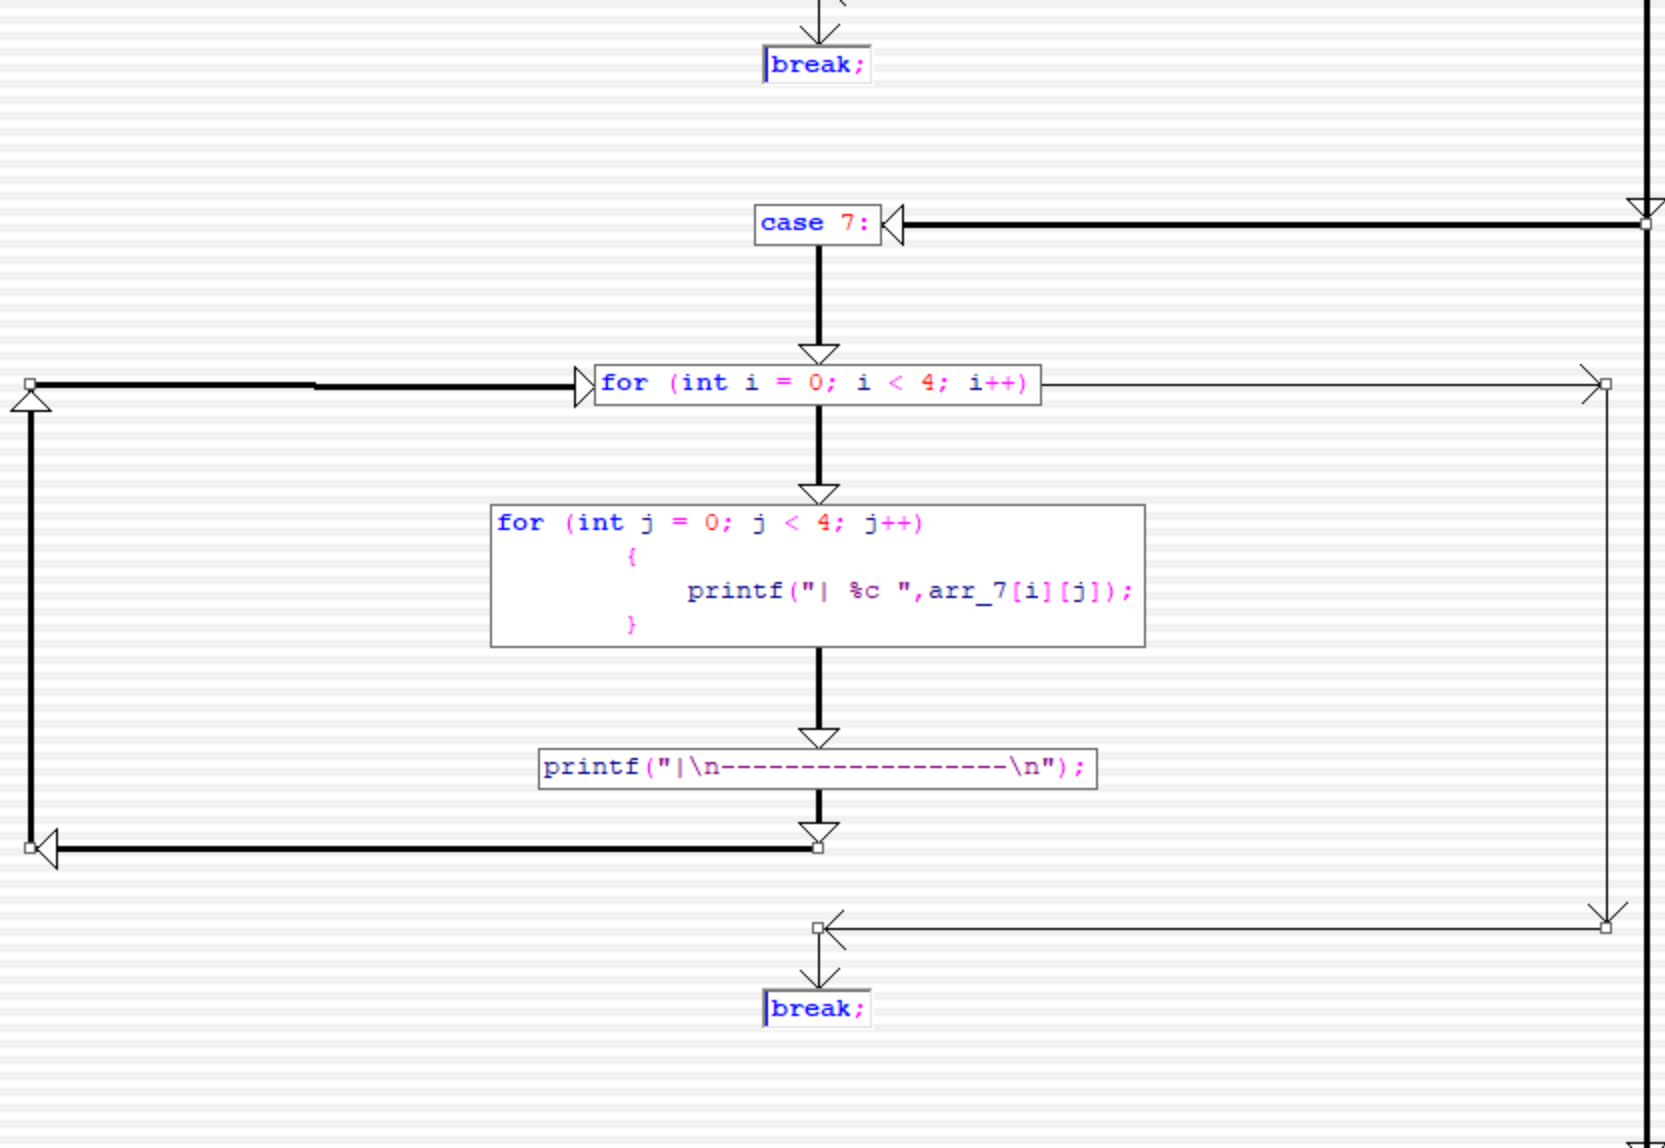 break;
case 7:
for (int i = 0; i < 4; i++)
for (int j = 0; j < 4; j++)
{
printf("| %c ",arr_7[i][j]);
}
printf("|\n------------------\n");
break;